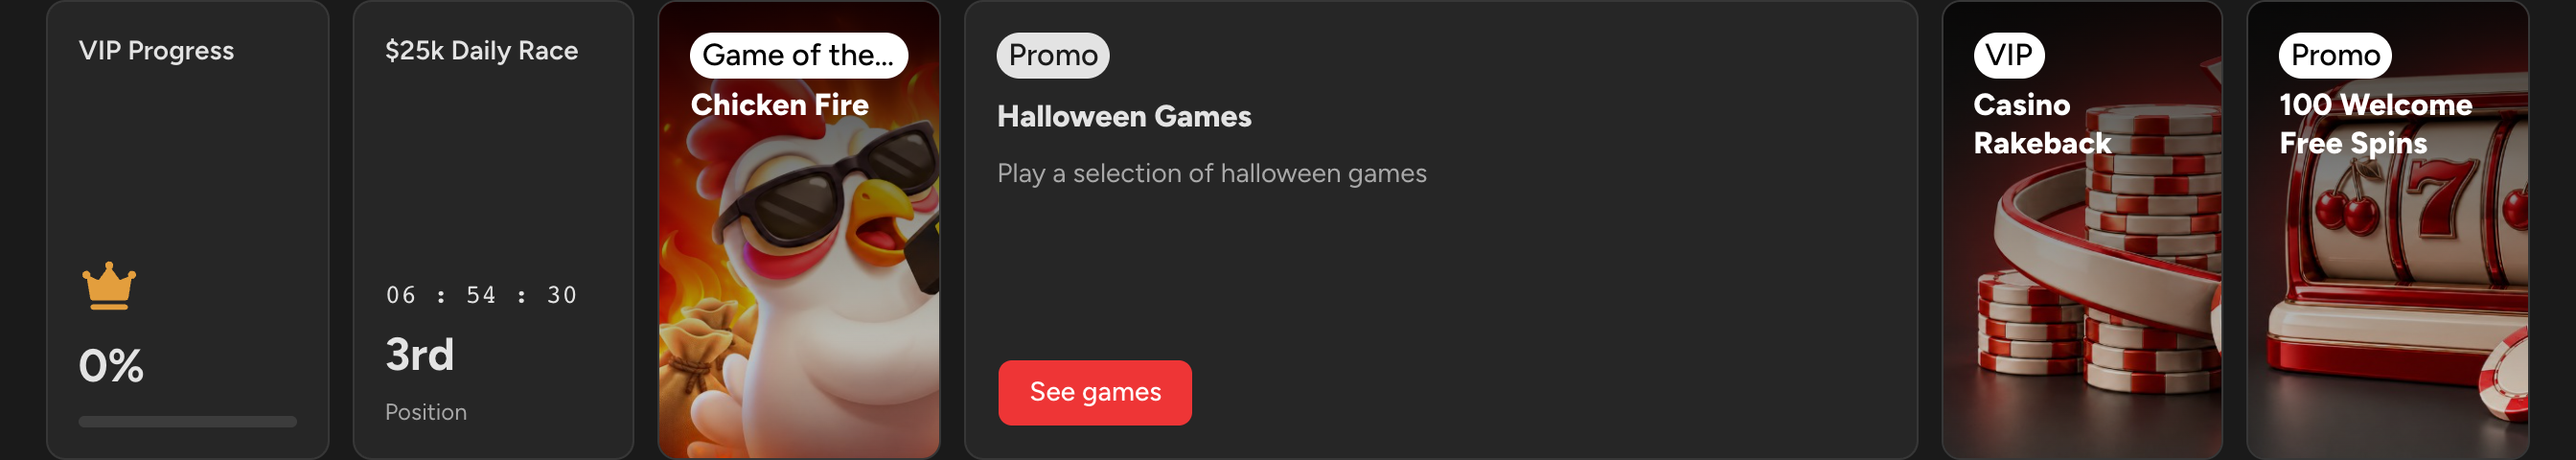 VIP Progress
0%
$25k Daily Race
06 : 54 : 30
3rd
Position
Game of the...
Chicken Fire
Promo
Halloween Games
Play a selection of halloween games
See games
VIP
Casino
Rakeback
Promo
100 Welcome
Free Spins
7